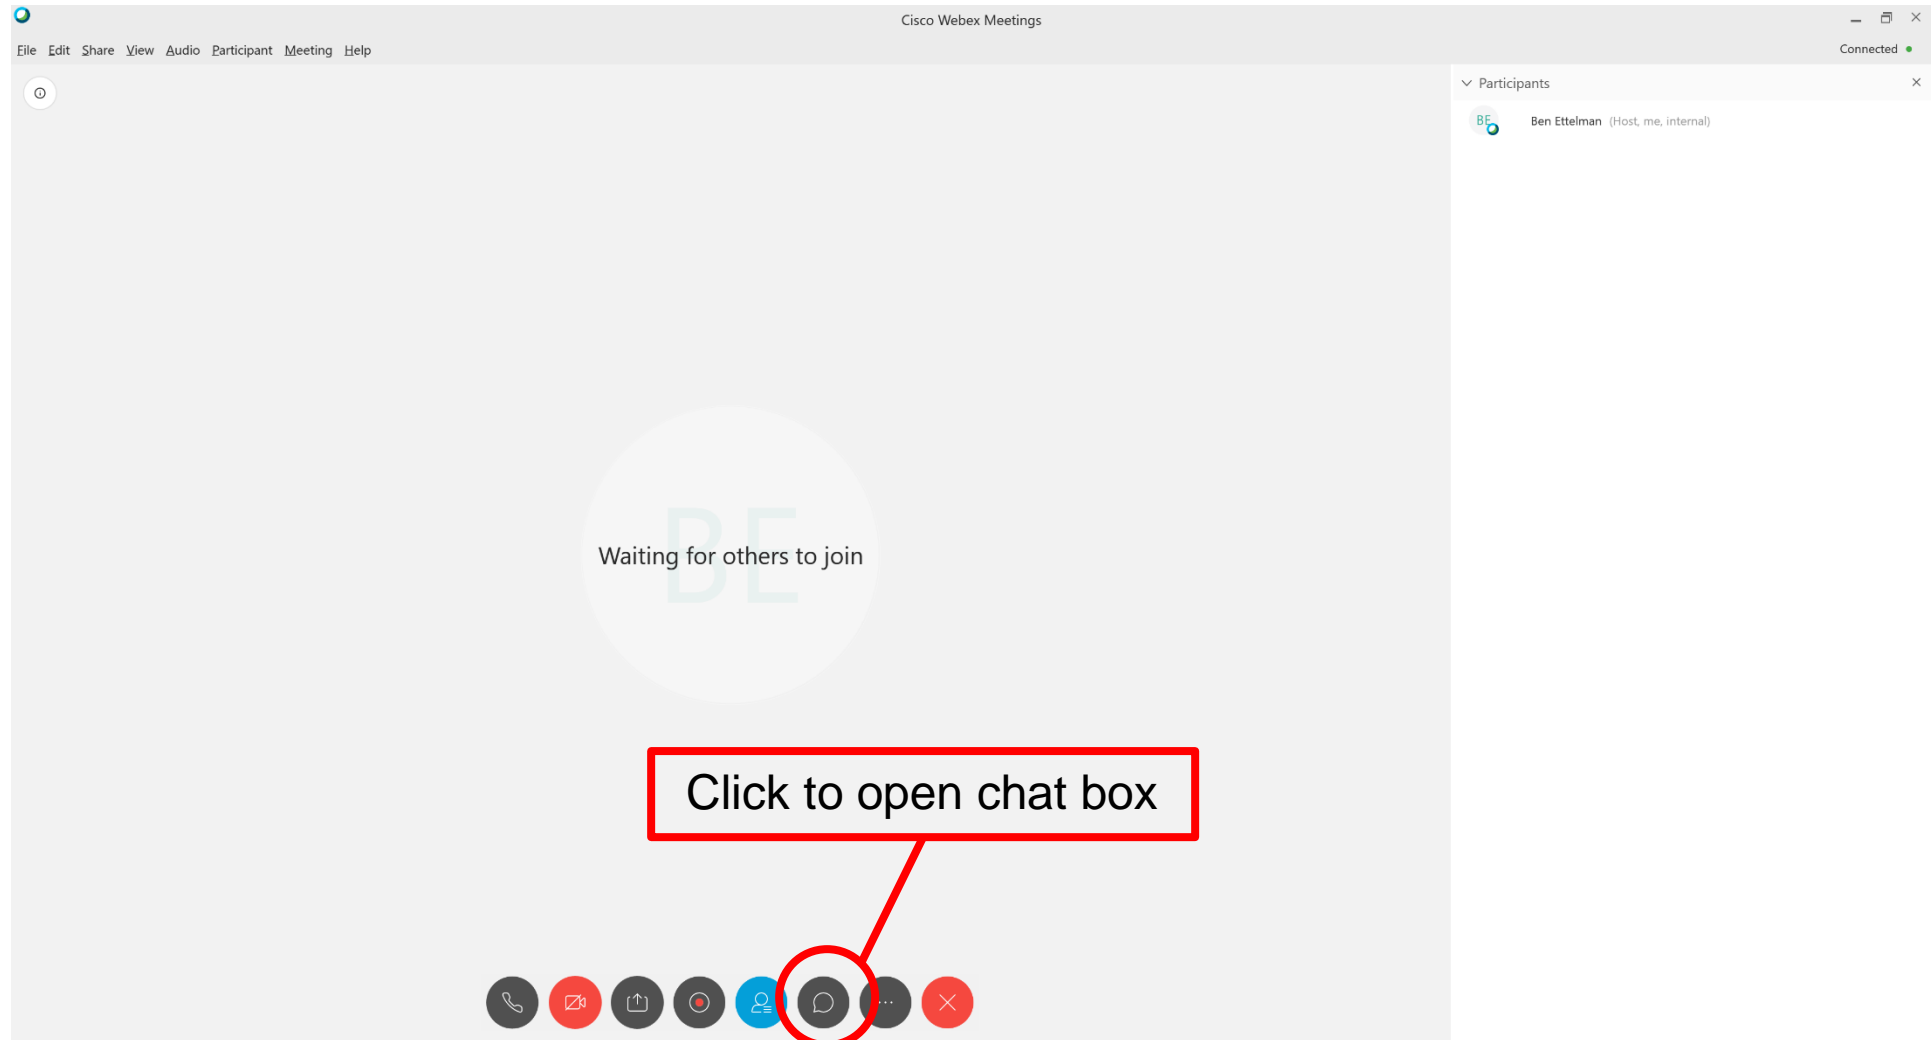 Cisco Webex Meetings
File Edit Share View Audio Participant Meeting Help
Connected
Participants
BE
Ben Ettelman (Host, me, internal)
BE
Waiting for others to join
Click to open chat box